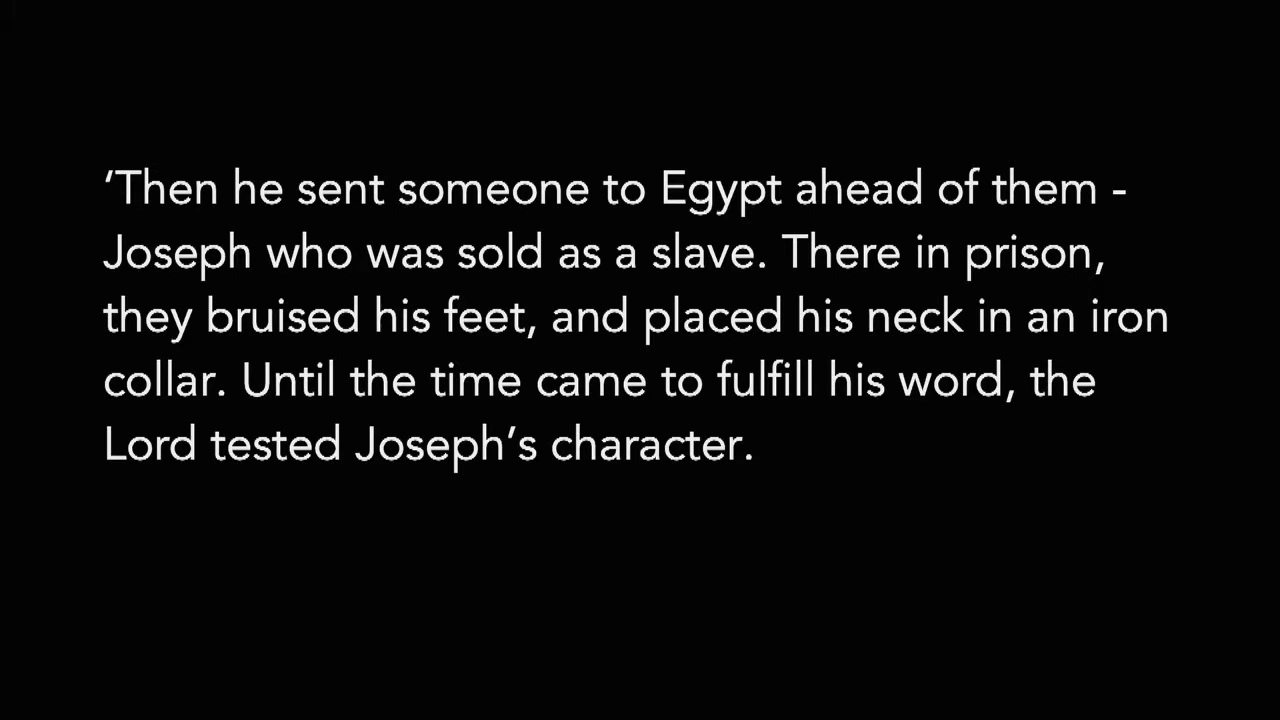 ‘Then he sent someone to Egypt ahead of them -
Joseph who was sold as a slave. There in prison,
they bruised his feet, and placed his neck in an iron
collar. Until the time came to fulfill his word, the
Lord tested Joseph’s character.